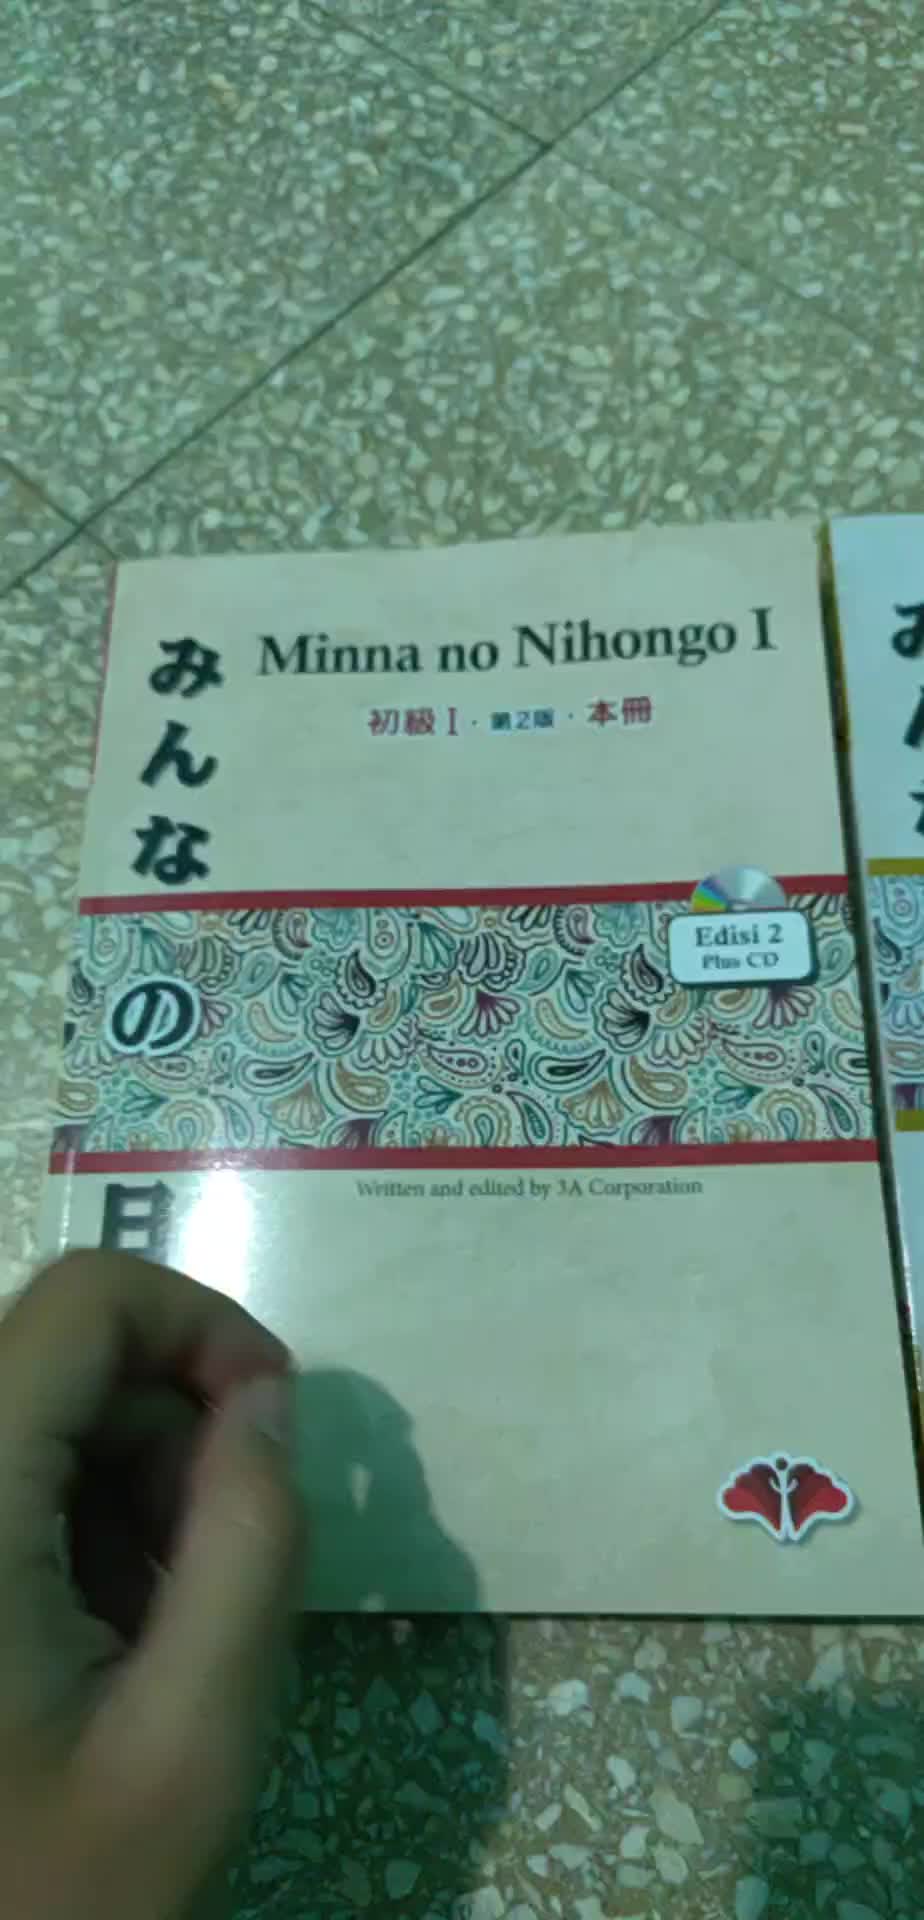 Minna no Nihongo I
初級 I · 第2版 · 本冊
みんなの日
Edisi 2
Plus CD
Written and edited by 3A Corporation